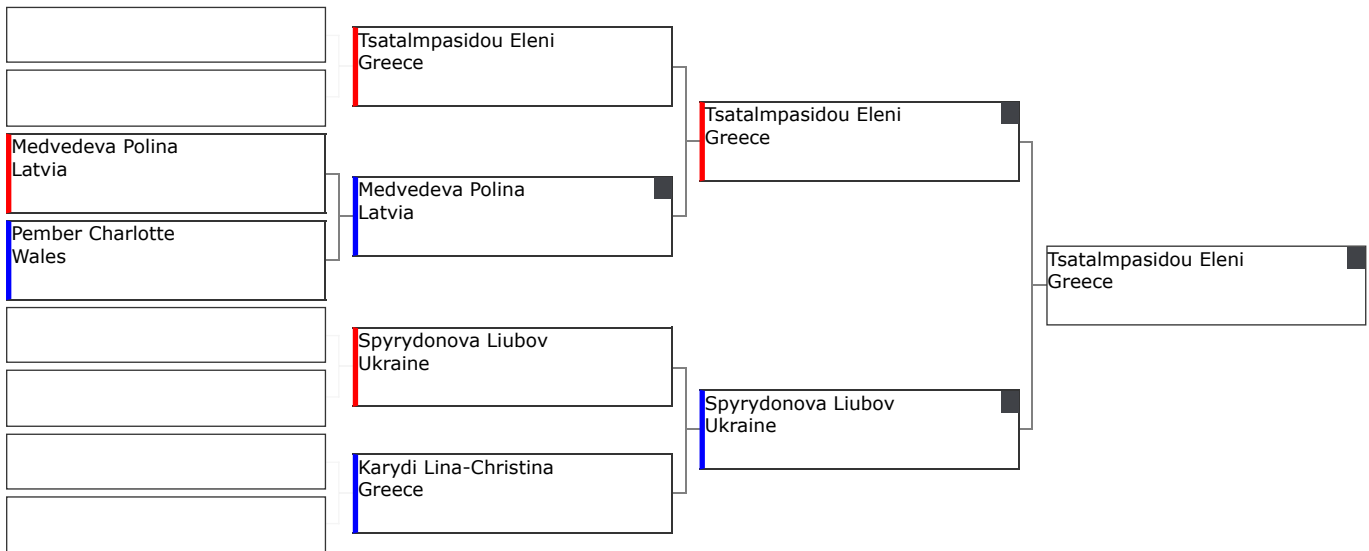 Tsatalmpasidou Eleni
Greece
Medvedeva Polina
Latvia
Pember Charlotte
Wales
Medvedeva Polina
Latvia
Spyrydonova Liubov
Ukraine
Karydi Lina-Christina
Greece
Tsatalmpasidou Eleni
Greece
Spyrydonova Liubov
Ukraine
Tsatalmpasidou Eleni
Greece